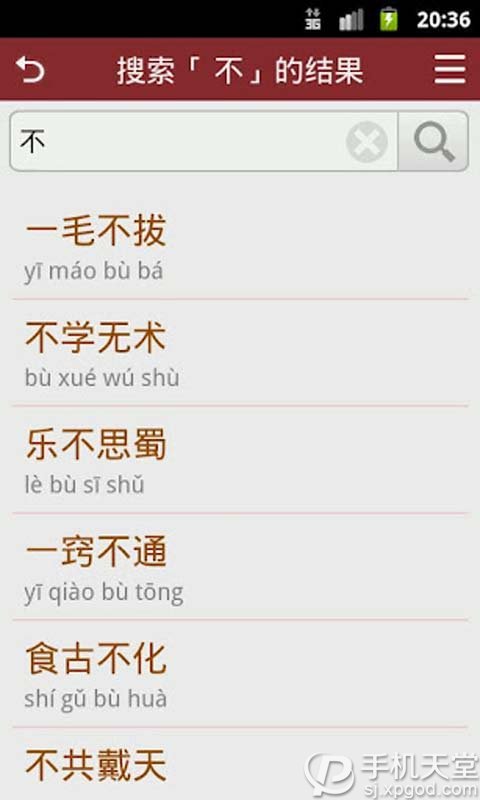 3G 20:36
搜索「 不」的结果
不
一毛不拔
yī máo bù bá
不学无术
bù xué wú shù
乐不思蜀
lè bù sī shǔ
一窍不通
yī qiào bù tōng
食古不化
shí gǔ bù huà
不共戴天
手机天堂
sj.xpgod.com